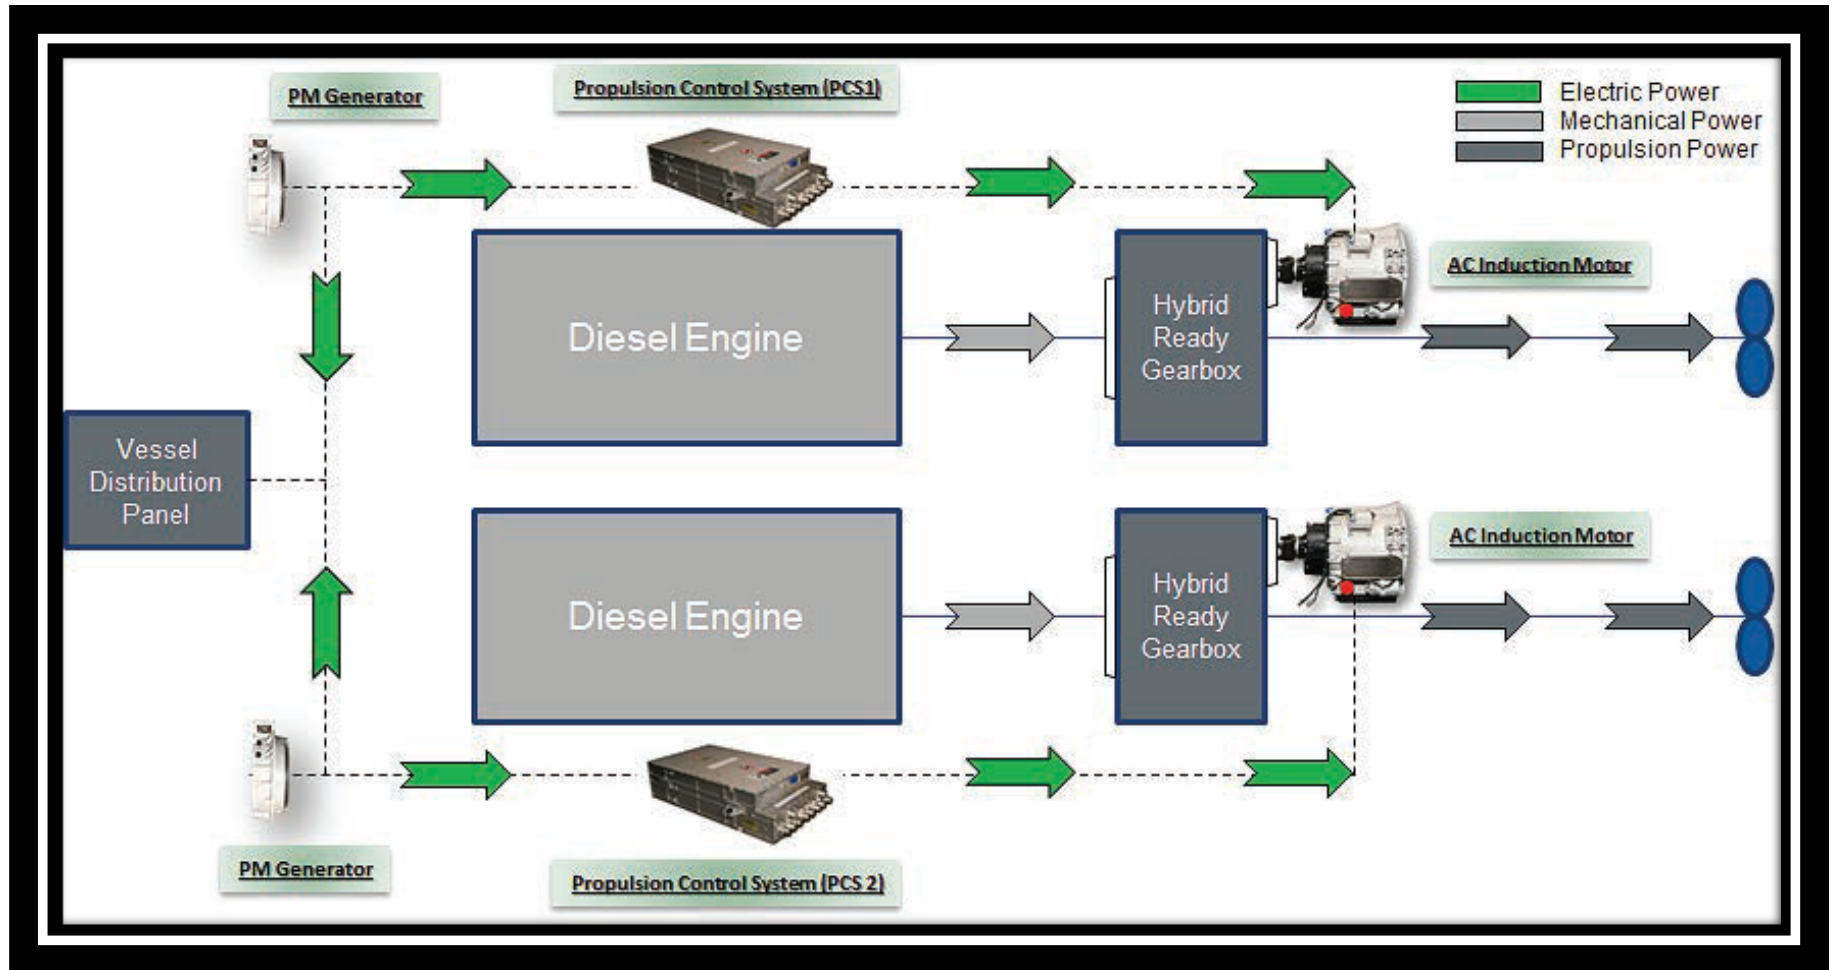 PM Generator
Propulsion Control System (PCS1)
Electric Power
Mechanical Power
Propulsion Power
Diesel Engine
Hybrid
Ready
Gearbox
AC Induction Motor
Vessel
Distribution
Panel
Diesel Engine
Hybrid
Ready
Gearbox
AC Induction Motor
PM Generator
Propulsion Control System (PCS 2)